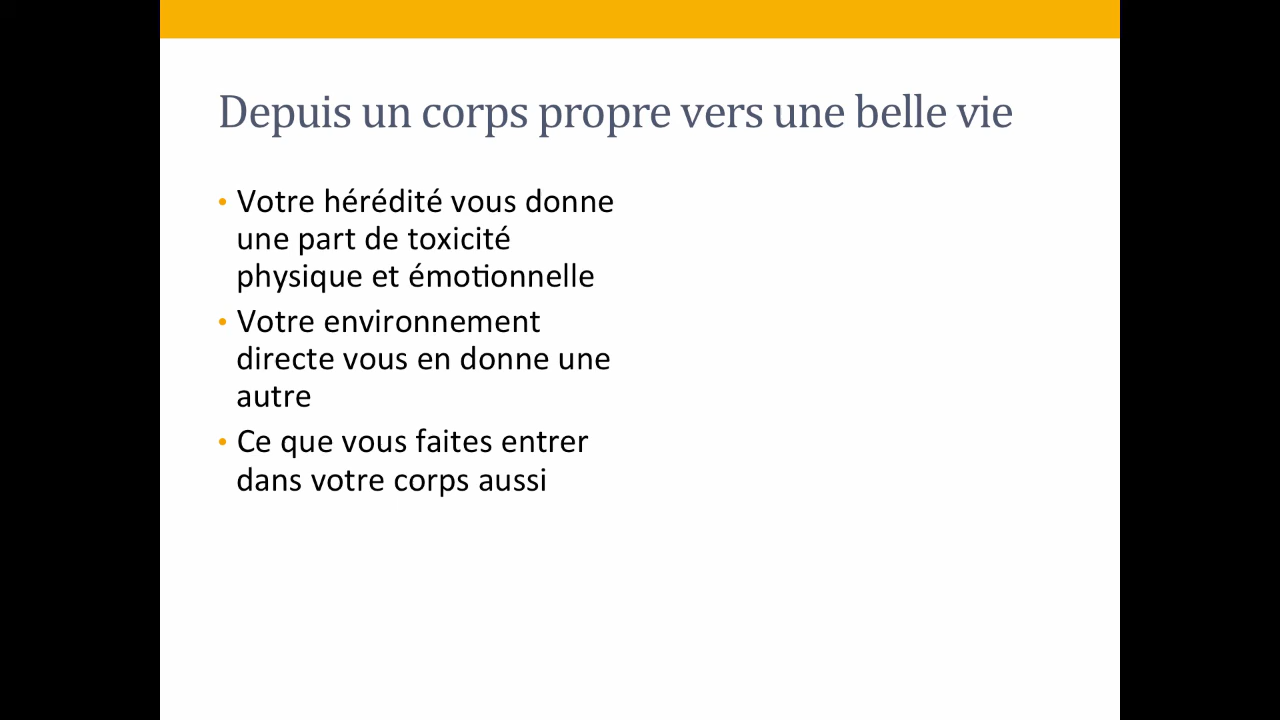 Depuis un corps propre vers une belle vie
• Votre hérédité vous donne
une part de toxicité
physique et émotionnelle
• Votre environnement
directe vous en donne une
autre
• Ce que vous faites entrer
dans votre corps aussi